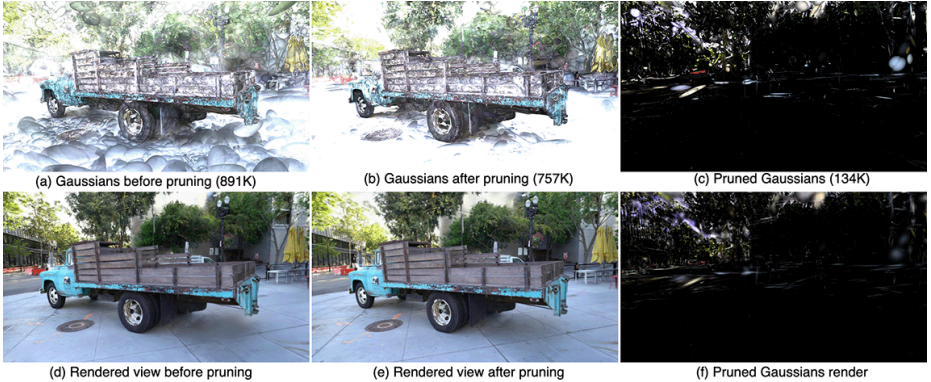 (a) Gaussians before pruning (891K)
(b) Gaussians after pruning (757K)
(c) Pruned Gaussians (134K)
(d) Rendered view before pruning
(e) Rendered view after pruning
(f) Pruned Gaussians render